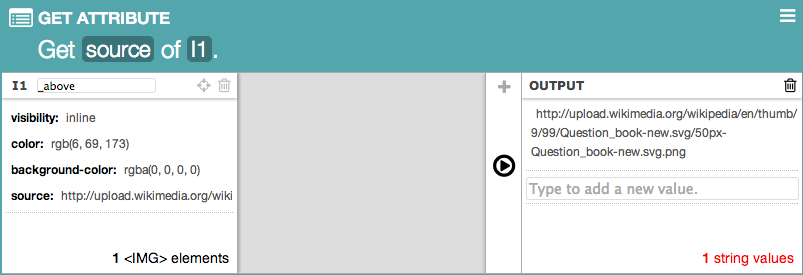 GET ATTRIBUTE
Get source of I1.
I1 _above
visibility: inline
color: rgb(6, 69, 173)
background-color: rgba(0, 0, 0, 0)
source: http://upload.wikimedia.org/wiki
1 <IMG> elements
OUTPUT
http://upload.wikimedia.org/wikipedia/en/thumb/
9/99/Question_book-new.svg/50px-
Question_book-new.svg.png
Type to add a new value.
1 string values